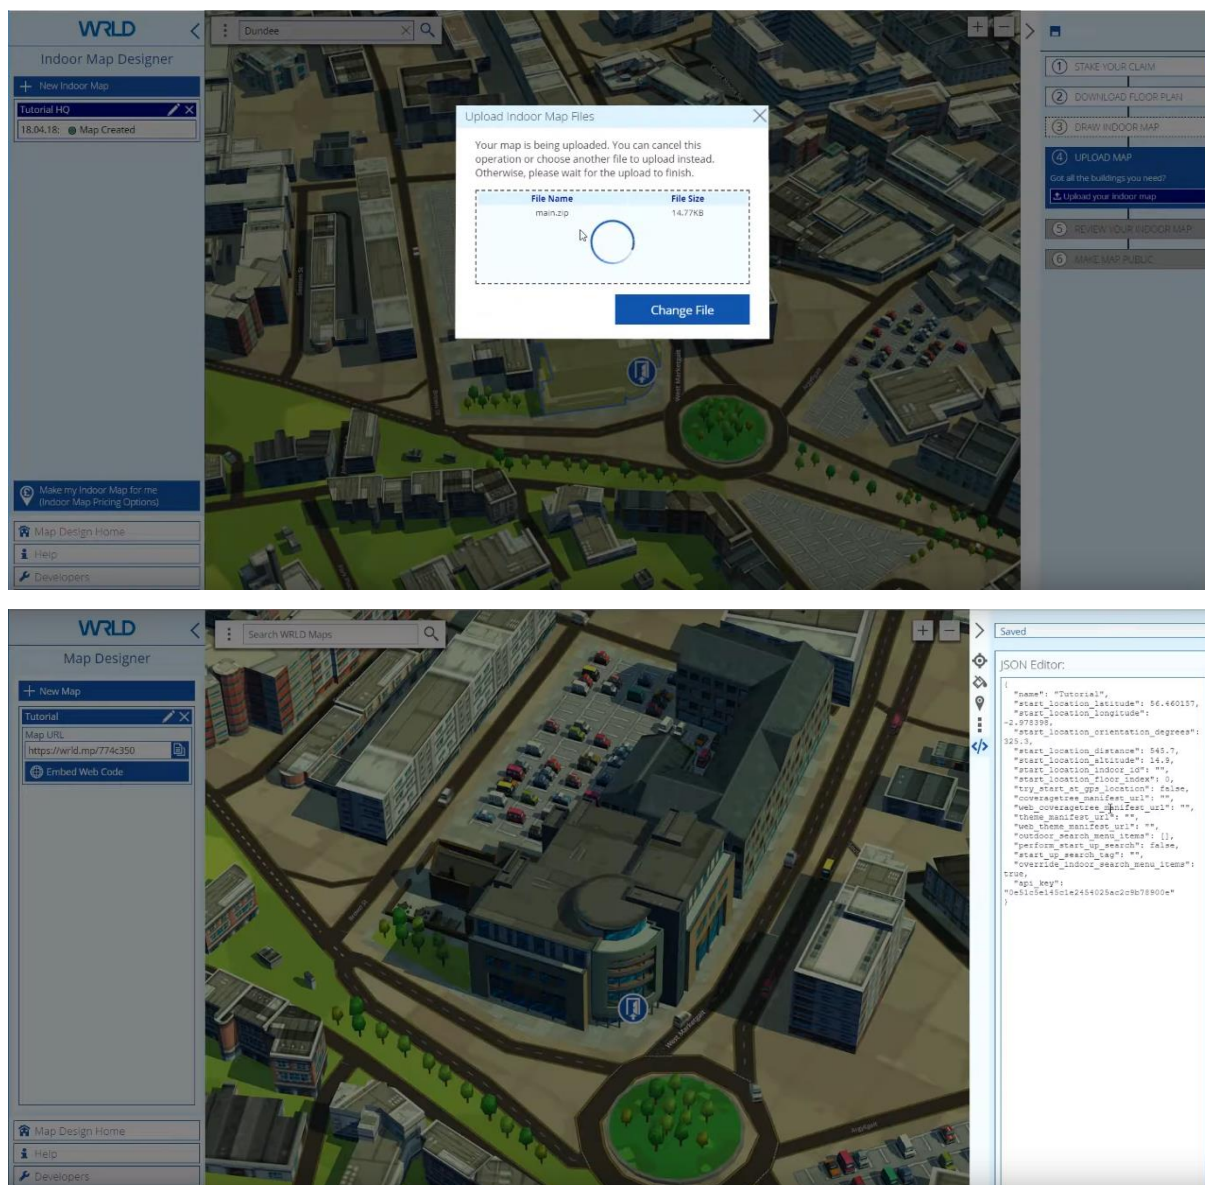 WRLD
Dundee
Indoor Map Designer
New Indoor Map
Tutorial HQ
18.04.18: Map Created
Upload Indoor Map Files
Your map is being uploaded. You can cancel this
operation or choose another file to upload instead.
Otherwise, please wait for the upload to finish.
File Name File Size
main.zip 14.77KB
Change File
West Marketgait
Make my Indoor Map for me
(Indoor Map Pricing Options)
Map Design Home
Help
Developers
1 STAKE YOUR CLAIM
2 DOWNLOAD FLOOR PLAN
3 DRAW INDOOR MAP
4 UPLOAD MAP
Got all the buildings you need?
Upload your indoor map
5 REVIEW YOUR INDOOR MAP
6 MAKE MAP PUBLIC
WRLD
Search WRLD Maps
Map Designer
New Map
Tutorial
Map URL
https://wrld.mp/774c350
Embed Web Code
West Marketgait
Map Design Home
Help
Developers
Saved
JSON Editor:
{
"name": "Tutorial",
"start_location_latitude": 56.460157,
"start_location_longitude":
-2.978398,
"start_location_orientation_degrees":
325.3,
"start_location_distance": 545.7,
"start_location_altitude": 14.9,
"start_location_indoor_id": "",
"start_location_floor_index": 0,
"try_start_at_gps_location": false,
"coveragetree_manifest_url": "",
"web_coveragetree_manifest_url": "",
"theme_manifest_url": "",
"web_theme_manifest_url": "",
"outdoor_search_menu_items": [],
"perform_start_up_search": false,
"start_up_search_tag": "",
"override_indoor_search_menu_items":
true,
"api_key":
"0e51c5e145c1e2454025ac2c9b78900e"
}